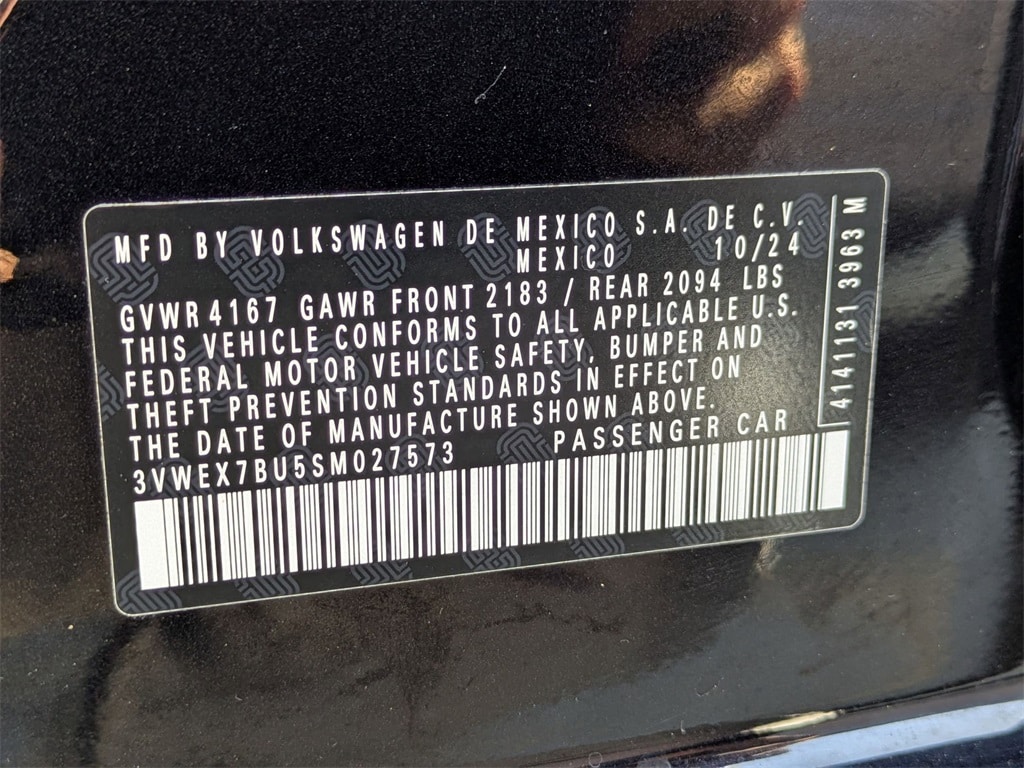 MFD BY VOLKSWAGEN DE MEXICO S.A. DE C.V.
MEXICO 10/24
GVWR 4167 GAWR FRONT 2183 / REAR 2094 LBS
THIS VEHICLE CONFORMS TO ALL APPLICABLE U.S.
FEDERAL MOTOR VEHICLE SAFETY, BUMPER AND
THEFT PREVENTION STANDARDS IN EFFECT ON
THE DATE OF MANUFACTURE SHOWN ABOVE.
3VWEX7BU5SM027573 PASSENGER CAR
4141131 3963 M